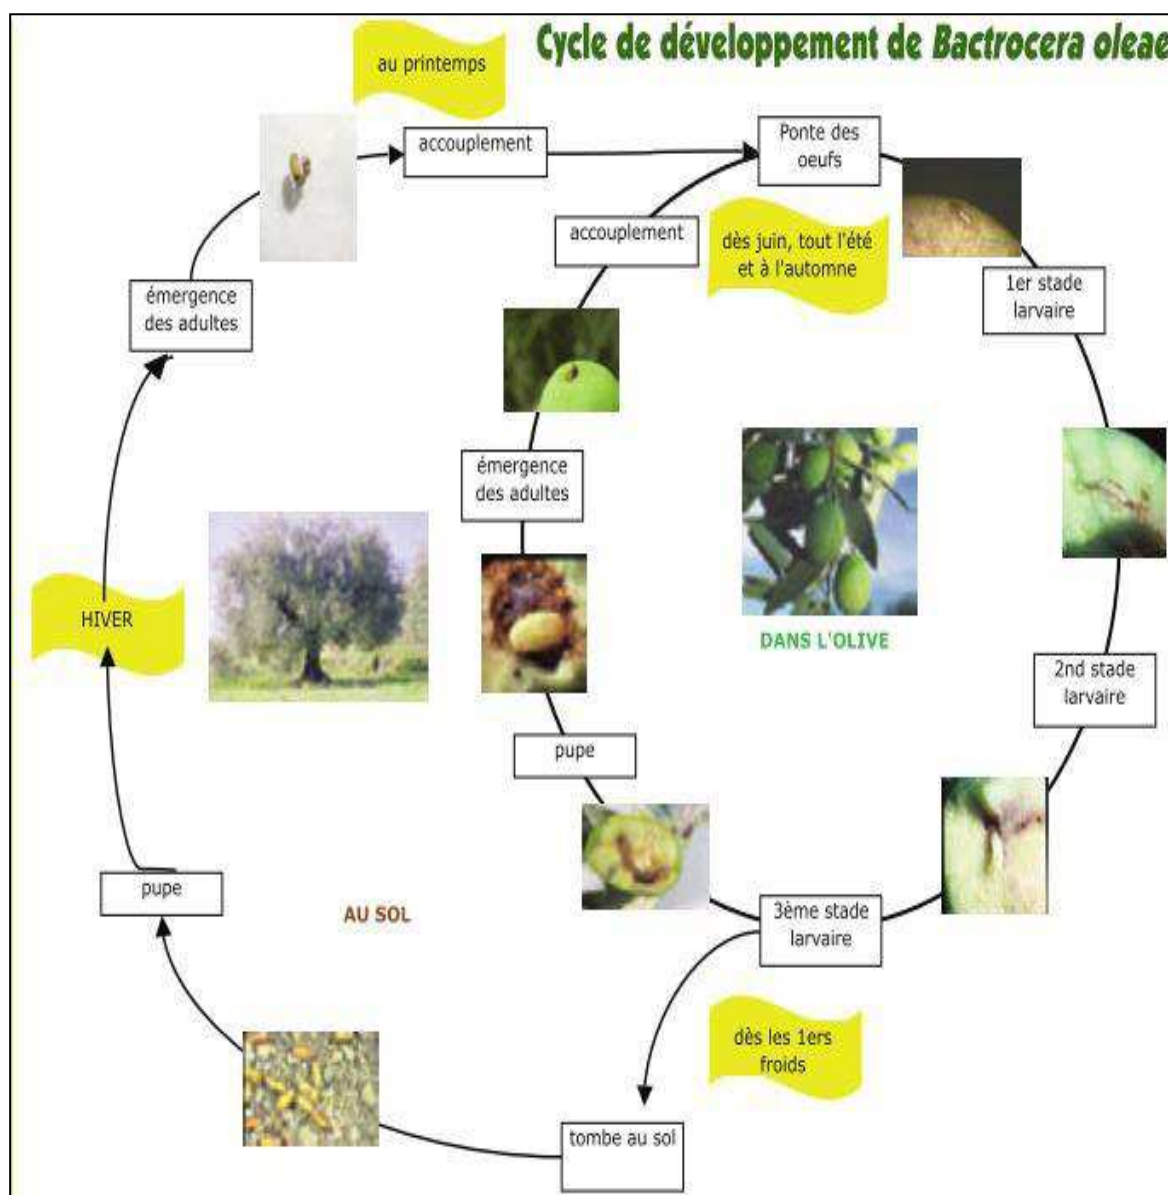 Cycle de développement de Bactrocera oleae
au printemps
accouplement
Ponte des
oeufs
accouplement
dès juin, tout l'été
et à l'automne
1er stade
larvaire
émergence
des adultes
émergence
des adultes
HIVER
DANS L'OLIVE
2nd stade
larvaire
pupe
pupe
AU SOL
3ème stade
larvaire
dès les 1ers
froids
tombe au sol